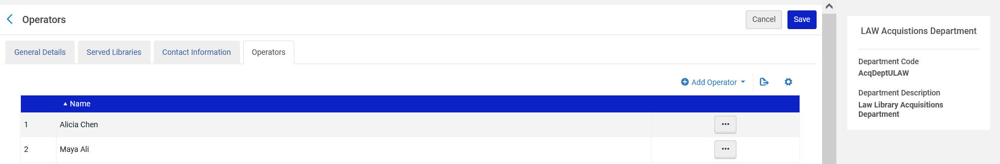 Operators
Cancel
Save
General Details
Served Libraries
Contact Information
Operators
Add Operator
Name
1 Alicia Chen
2 Maya Ali
LAW Acquistions Department
Department Code
AcqDeptULAW
Department Description
Law Library Acquisitions
Department